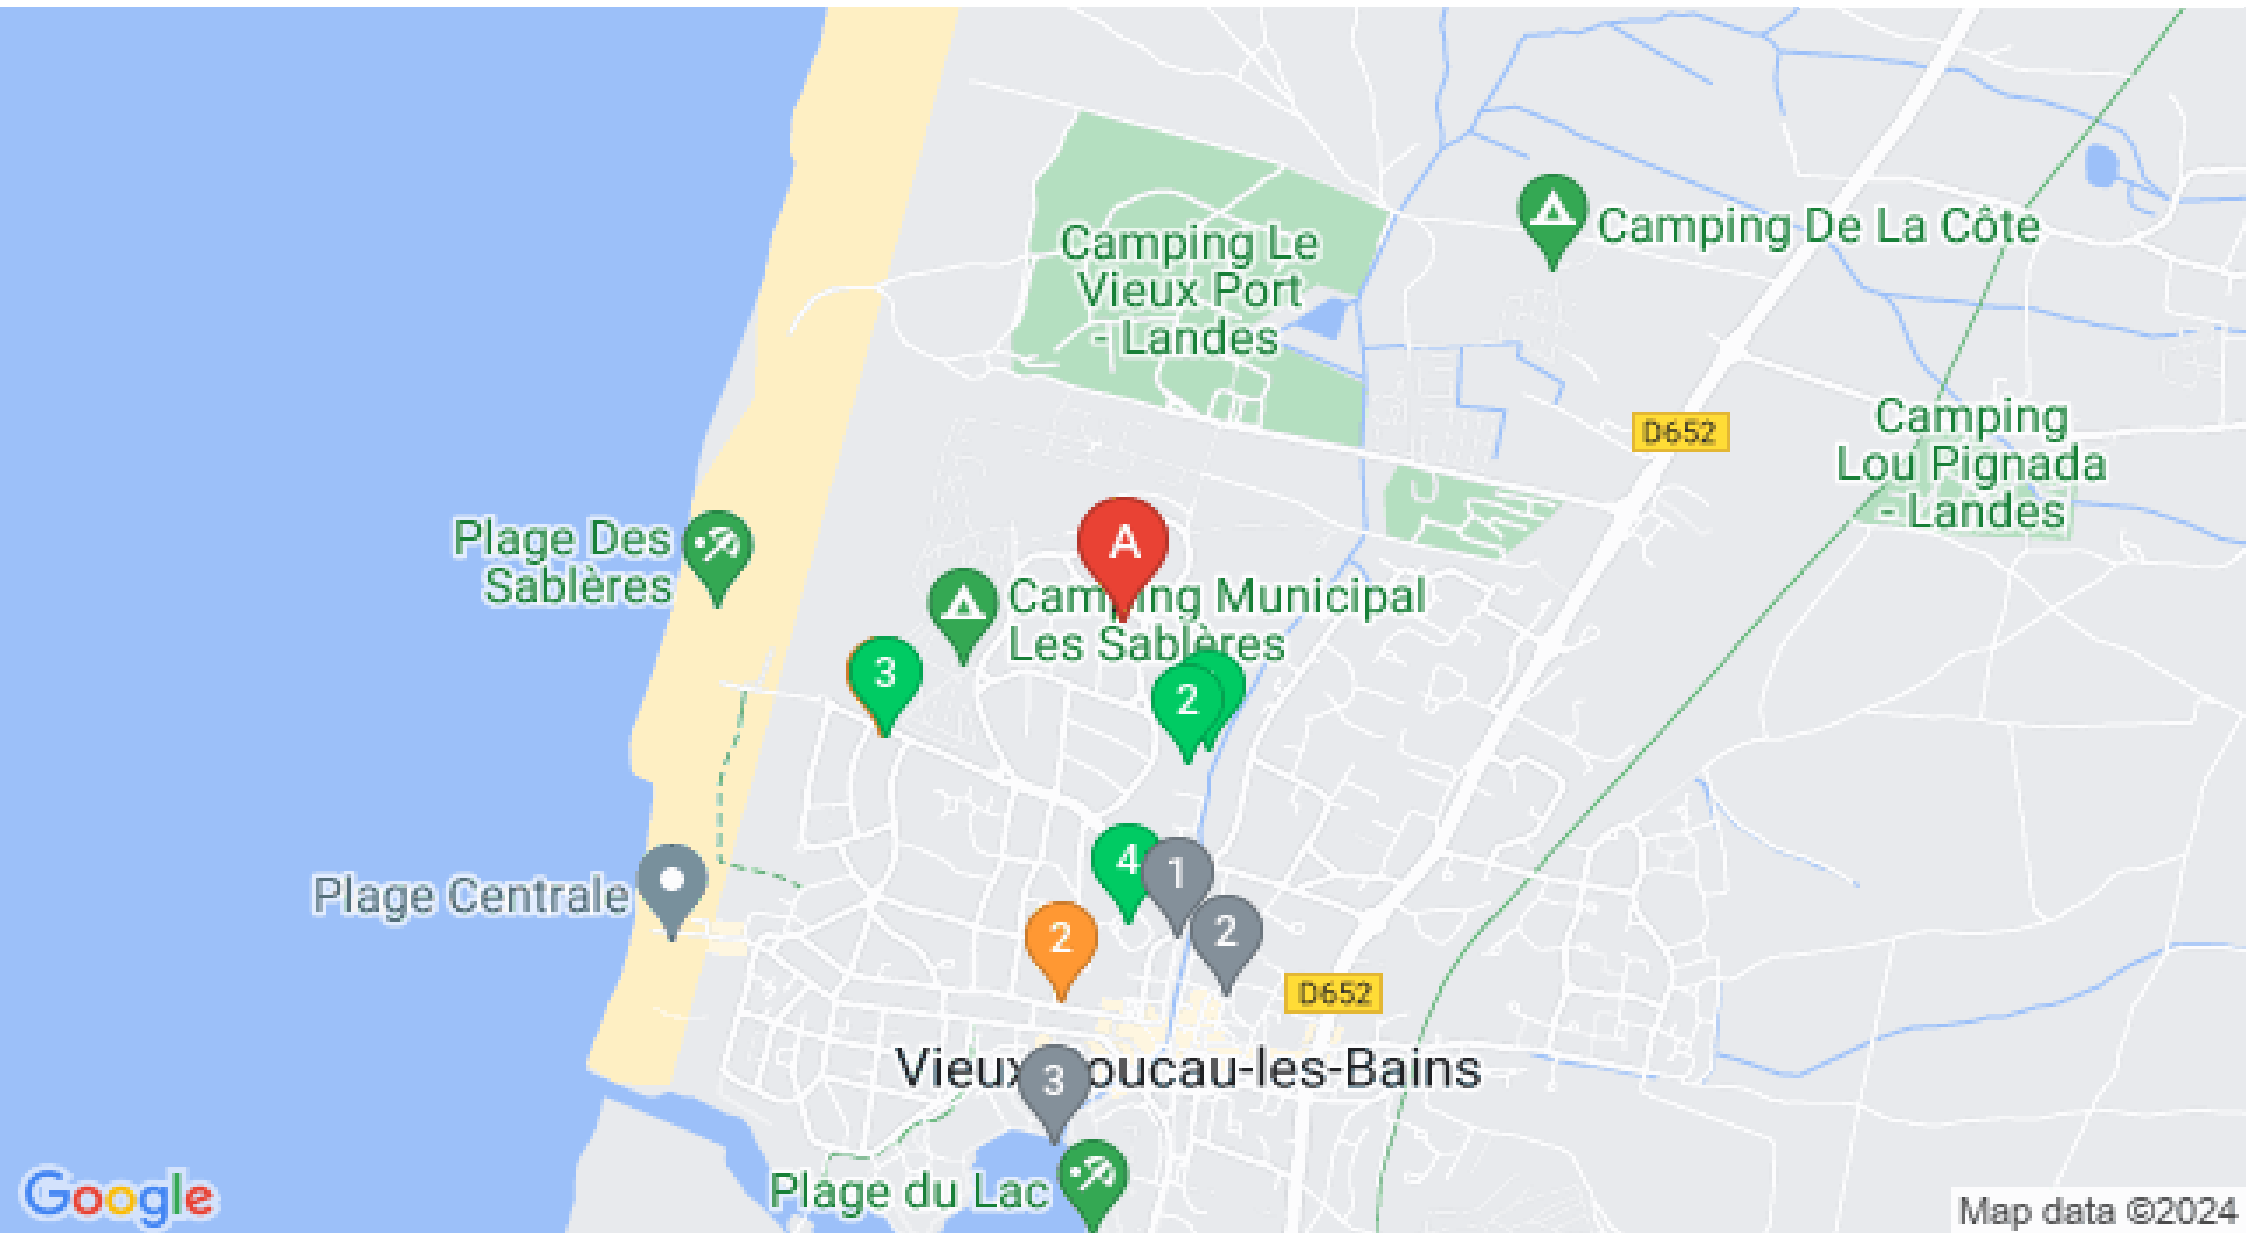 Camping De La Côte
Camping Le
Vieux Port
- Landes
D652
Camping
Lou Pignada
- Landes
A
Plage Des
Sablères
Camping Municipal
Les Sablères
3
2
4
1
Plage Centrale
2
2
D652
Vieux
oucau-les-Bains
3
Plage du Lac
Google
Map data ©2024